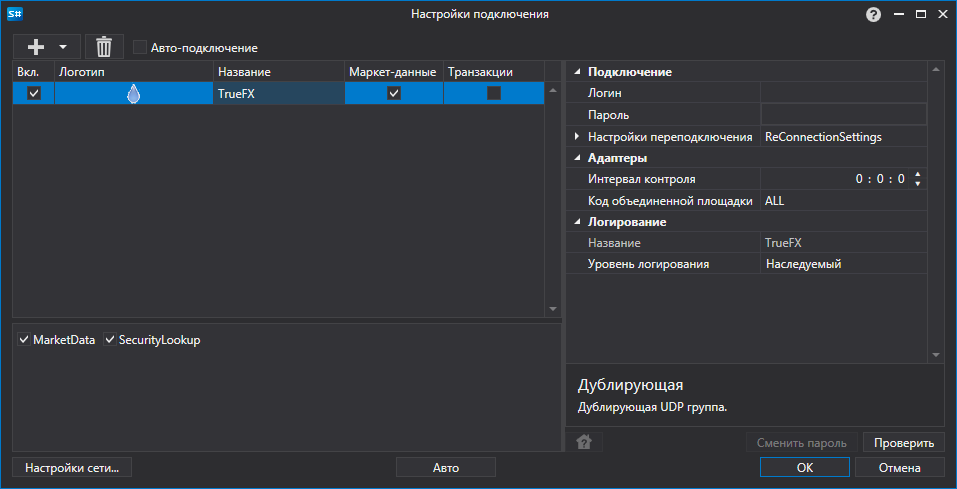 S#
Настройки подключения
?
Авто-подключение
Вкл. Логотип Название Маркет-данные Транзакции
TrueFX
Подключение
Логин
Пароль
Настройки переподключения ReConnectionSettings
Адаптеры
Интервал контроля 0 : 0 : 0
Код объединенной площадки ALL
Логирование
Название TrueFX
Уровень логирования Наследуемый
MarketData SecurityLookup
Дублирующая
Дублирующая UDP группа.
?
Сменить пароль Проверить
Настройки сети... Авто OK Отмена